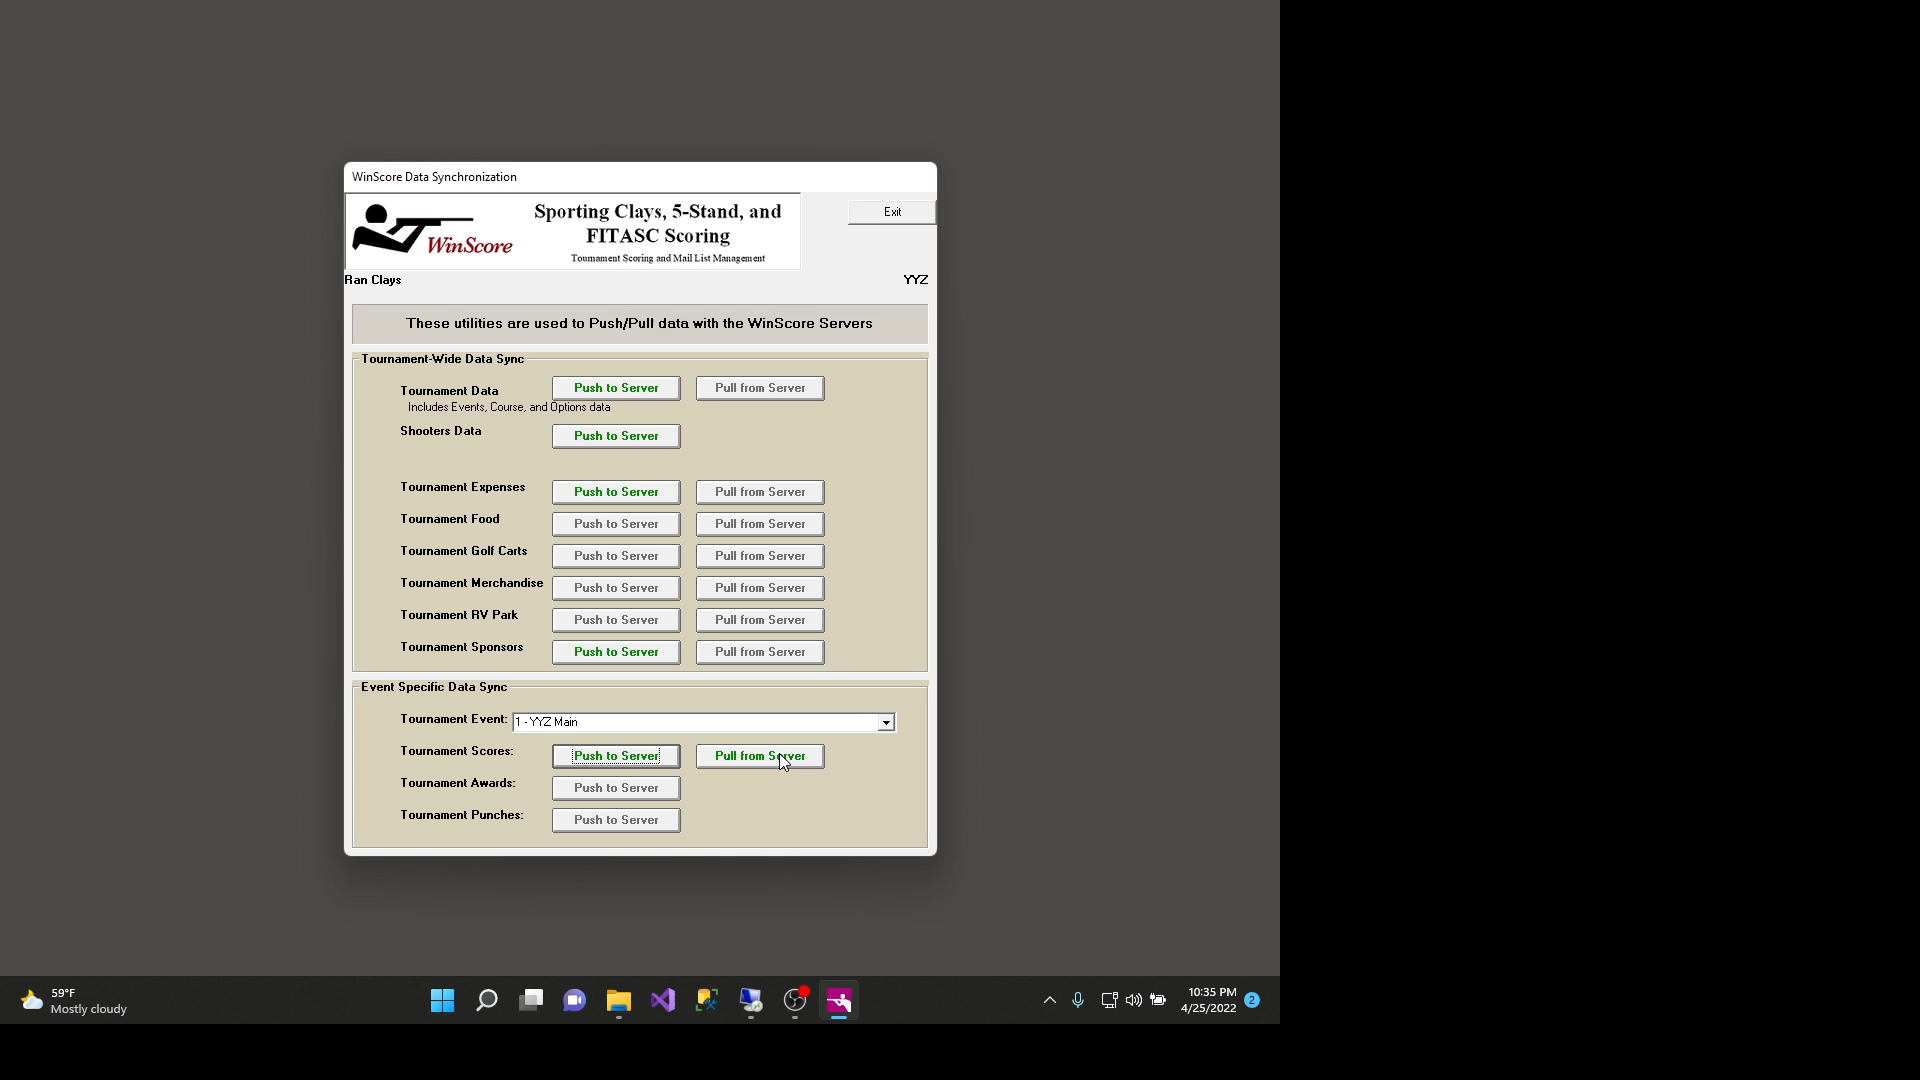 WinScore Data Synchronization
WinScore
Sporting Clays, 5-Stand, and
FITASC Scoring
Tournament Scoring and Mail List Management
Exit
Ran Clays
YYZ
These utilities are used to Push/Pull data with the WinScore Servers
Tournament-Wide Data Sync
Tournament Data Push to Server Pull from Server
Includes Events, Course, and Options data
Shooters Data Push to Server
Tournament Expenses Push to Server Pull from Server
Tournament Food Push to Server Pull from Server
Tournament Golf Carts Push to Server Pull from Server
Tournament Merchandise Push to Server Pull from Server
Tournament RV Park Push to Server Pull from Server
Tournament Sponsors Push to Server Pull from Server
Event Specific Data Sync
Tournament Event: 1 - YYZ Main
Tournament Scores: Push to Server Pull from Server
Tournament Awards: Push to Server
Tournament Punches: Push to Server
59°F
Mostly cloudy
10:35 PM
4/25/2022
2